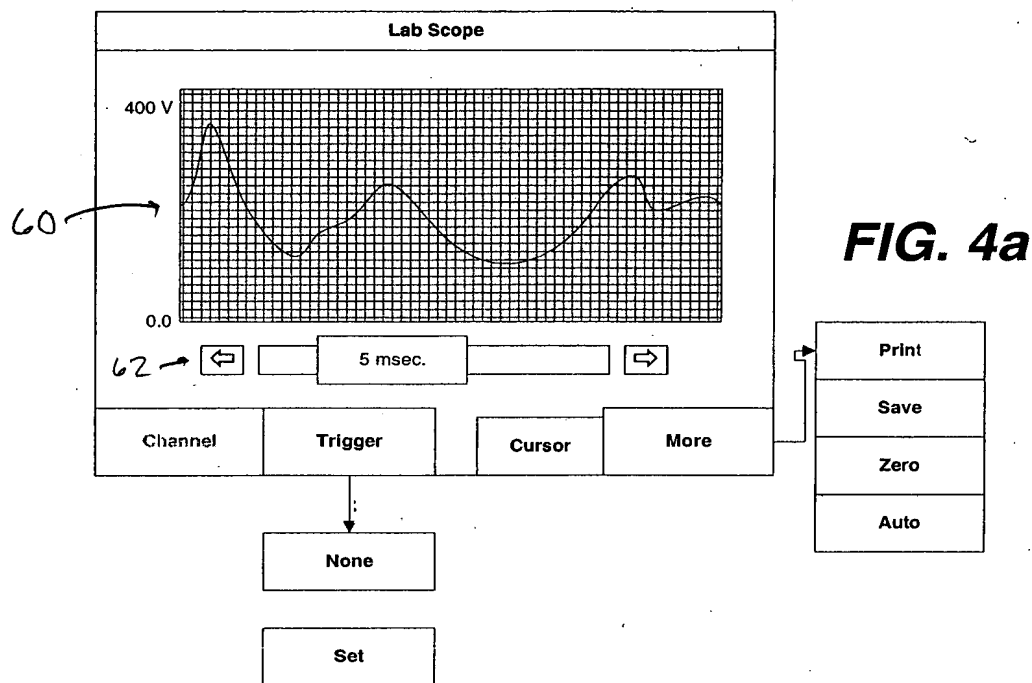 Lab Scope
400 V
60
FIG. 4a
0.0
62
5 msec.
Print
Save
Zero
Auto
Channel
Trigger
Cursor
More
None
Set